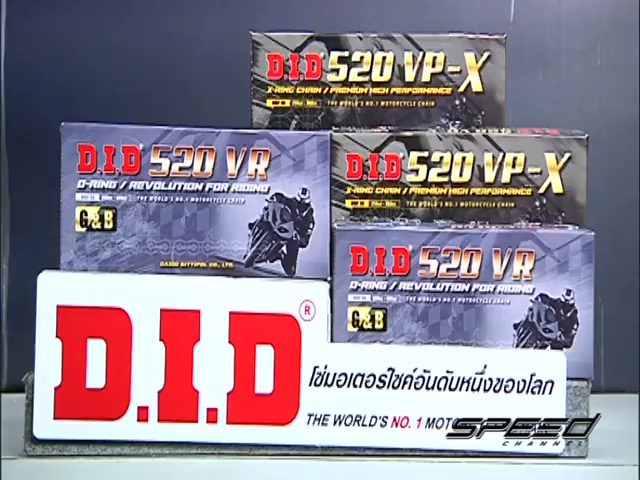 D.I.D 520 VP-X
X-RING CHAIN / PREMIUM HIGH PERFORMANCE
THE WORLD'S NO.1 MOTORCYCLE CHAIN
D.I.D 520 VR
O-RING / REVOLUTION FOR RIDING
THE WORLD'S NO.1 MOTORCYCLE CHAIN
G&B
DAIDO SITTIPOL CO., LTD.
D.I.D 520 VP-X
X-RING CHAIN / PREMIUM HIGH PERFORMANCE
THE WORLD'S NO.1 MOTORCYCLE CHAIN
D.I.D 520 VR
O-RING / REVOLUTION FOR RIDING
THE WORLD'S NO.1 MOTORCYCLE CHAIN
G&B
D.I.D ®
โซ่มอเตอร์ไซค์อันดับหนึ่งของโลก
THE WORLD'S NO. 1 MOT
SPEED
CHANNEL